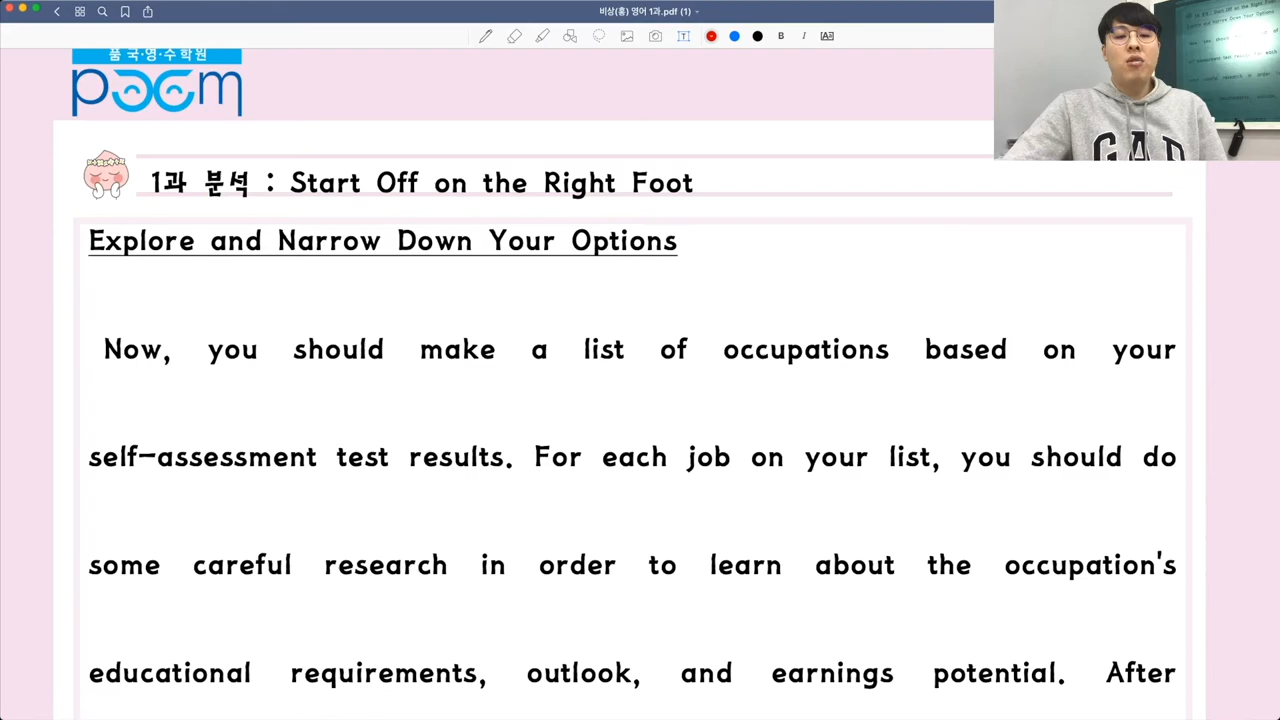 비상(홍) 영어 1과.pdf (1)
B I
품 국·영·수 학원
poem
1과 분석 : Start Off on the Right Foot
Explore and Narrow Down Your Options
Now, you should make a list of occupations based on your
self-assessment test results. For each job on your list, you should do
some careful research in order to learn about the occupation's
educational requirements, outlook, and earnings potential. After
GAP